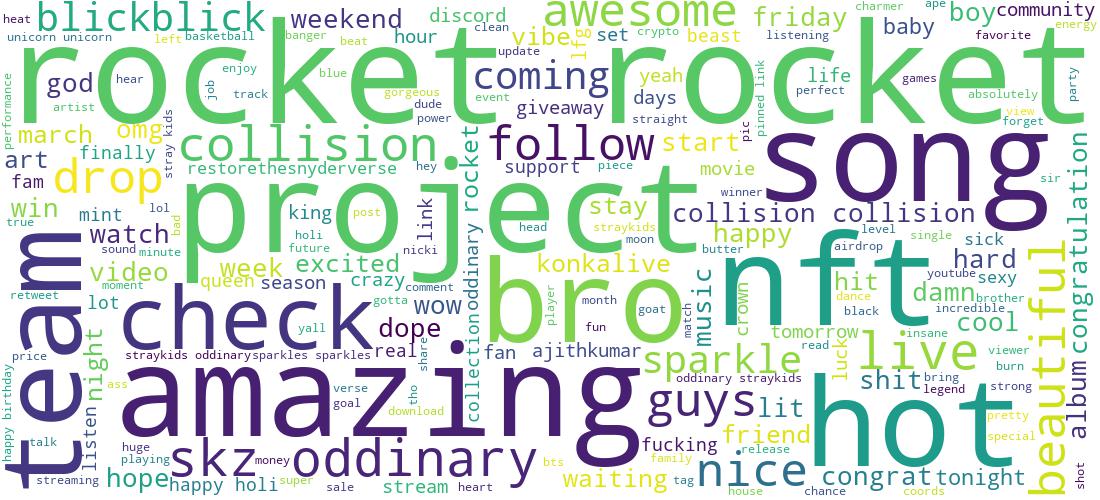 heat
blickblick
weekend
discord
awesome
friday
charmer
ape
boy
community
unicorn unicorn
left
basketball
banger
beat
hour
clean
vibe
lfg
set
crypto
beast
listening
baby
favorite
energy
rocket rocket
update
performance
god
hear
job
enjoy
track
blue
gorgeous
dude
power
coming
event
giveaway
yeah
days
straight
pinned link
life
perfect
games
absolutely
party
artist
view
forget
march
omg
stray kids
collision
follow
start
pic
song
art
finally
restorethesnyderverse
hey
support
piece
movie
fam
drop
project
winner
sir
congratulation
win
mint
lol
bad
king
post
link
head
stay
collision collision
true
holi
future
nicki
straykids
moon
happy
level
single
team
watch
sound
minute
butter
airdrop
nft
sick
hard
video
week
excited
konkalive
music
hit
youtube
sexy
moment
queen
season
crazy
comment
crown
dance
damn
brother
beautiful
retweet
lot
check
gotta
wow
bro
player
month
goat
match
black
incredible
cool
night
yall
dope
fun
tomorrow
insane
price
straykids oddinary
sparkles sparkles
real
share
collection
oddinary rocket
fan
ajithkumar
sparkle
read
luck
live
viewer
burn
happy birthday
ass
amazing
verse
goal
tho
download
oddinary straykids
shit
bring
legend
strong
album
listen
guys
lit
hot
pretty
talk
huge
playing
skz
money
oddinary
fucking
friend
release
special
streaming
hope
happy holi
super
sale
stream
heart
bts
waiting
family
tag
nice
house
congrat
chance
tonight
coords
shot